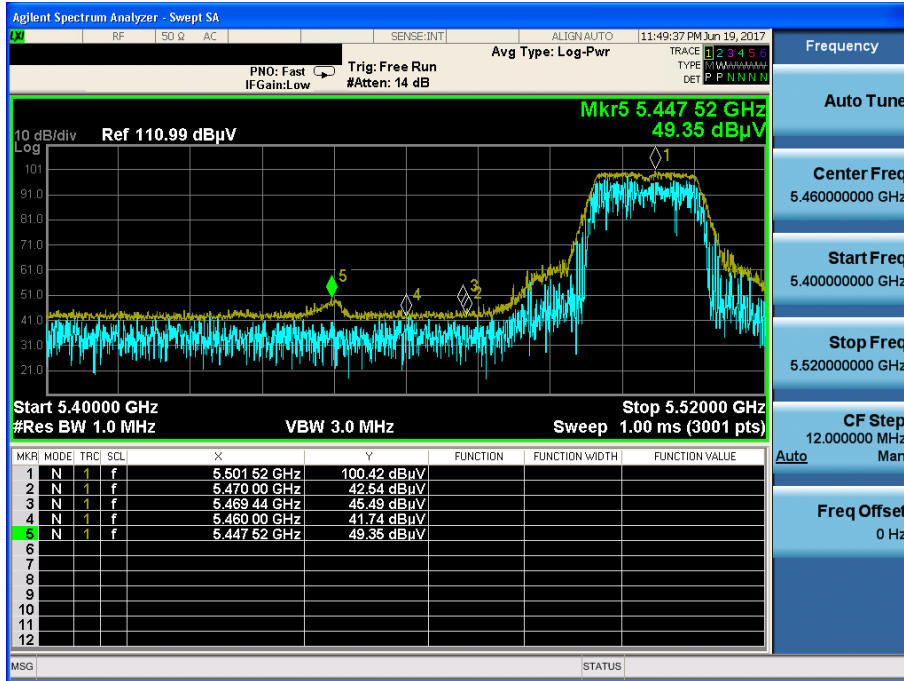 Agilent Spectrum Analyzer - Swept SA
LXI RF 50 Ω AC SENSE:INT ALIGN AUTO 11:49:37 PM Jun 19, 2017
Avg Type: Log-Pwr TRACE 1 2 3 4 5 6
PNO: Fast Trig: Free Run TYPE M W W W W W
IFGain:Low #Atten: 14 dB DET P P N N N N
Mkr5 5.447 52 GHz
49.35 dBµV
10 dB/div Ref 110.99 dBµV
Log
101
91.0
81.0
71.0
61.0
51.0
41.0
31.0
21.0
1
5
4
3
2
Start 5.40000 GHz Stop 5.52000 GHz
#Res BW 1.0 MHz VBW 3.0 MHz Sweep 1.00 ms (3001 pts)
MKR MODE TRC SCL X Y FUNCTION FUNCTION WIDTH FUNCTION VALUE
1 N 1 f 5.501 52 GHz 100.42 dBµV
2 N 1 f 5.470 00 GHz 42.54 dBµV
3 N 1 f 5.469 44 GHz 45.49 dBµV
4 N 1 f 5.460 00 GHz 41.74 dBµV
5 N 1 f 5.447 52 GHz 49.35 dBµV
6
7
8
9
10
11
12
MSG STATUS
Frequency
Auto Tune
Center Freq
5.460000000 GHz
Start Freq
5.400000000 GHz
Stop Freq
5.520000000 GHz
CF Step
12.000000 MHz
Auto Man
Freq Offset
0 Hz